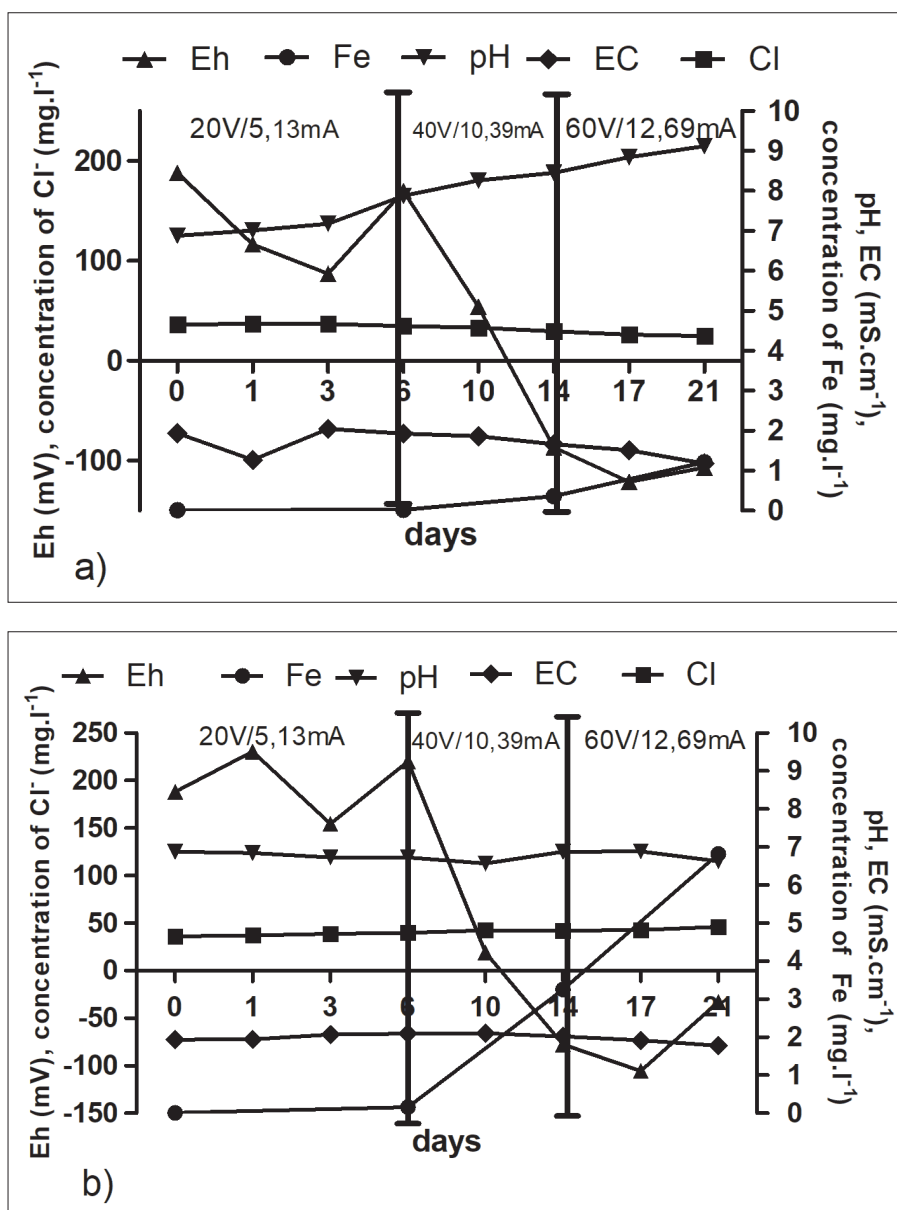 Eh Fe pH EC Cl
20V/5,13mA 40V/10,39mA 60V/12,69mA
Eh (mV), concentration of Cl⁻ (mg.l⁻¹)
200
100
0
-100
0 1 3 6 10 14 17 21
days
10
9
8
7
6
5
4
3
2
1
0
pH, EC (mS.cm⁻¹),
concentration of Fe (mg.l⁻¹)
a)
Eh Fe pH EC Cl
20V/5,13mA 40V/10,39mA 60V/12,69mA
Eh (mV), concentration of Cl⁻ (mg.l⁻¹)
250
200
150
100
50
0
-50
-100
-150
0 1 3 6 10 14 17 21
days
10
9
8
7
6
5
4
3
2
1
0
pH, EC (mS.cm⁻¹),
concentration of Fe (mg.l⁻¹)
b)